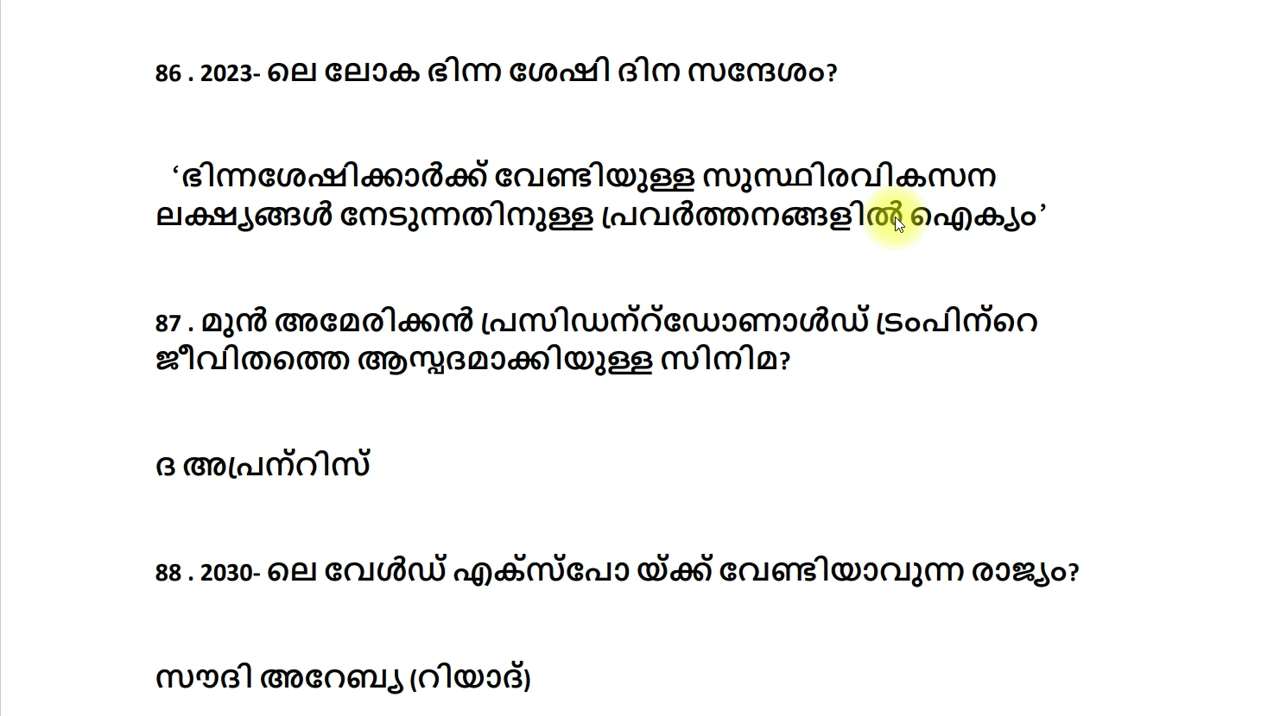 86 . 2023- ലെ ലോക ഭിന്ന ശേഷി ദിന സന്ദേശം?
‘ഭിന്നശേഷിക്കാർക്ക് വേണ്ടിയുള്ള സുസ്ഥിരവികസന
ലക്ഷ്യങ്ങൾ നേടുന്നതിനുള്ള പ്രവർത്തനങ്ങളിൽ ഐക്യം’
87 . മുൻ അമേരിക്കൻ പ്രസിഡന്റ്ഡോണാൾഡ് ട്രംപിന്റെ
ജീവിതത്തെ ആസ്പദമാക്കിയുള്ള സിനിമ?
ദ അപ്രന്റിസ്
88 . 2030- ലെ വേൾഡ് എക്സ്പോ യ്ക്ക് വേണ്ടിയാവുന്ന രാജ്യം?
സൗദി അറേബ്യ (റിയാദ്)